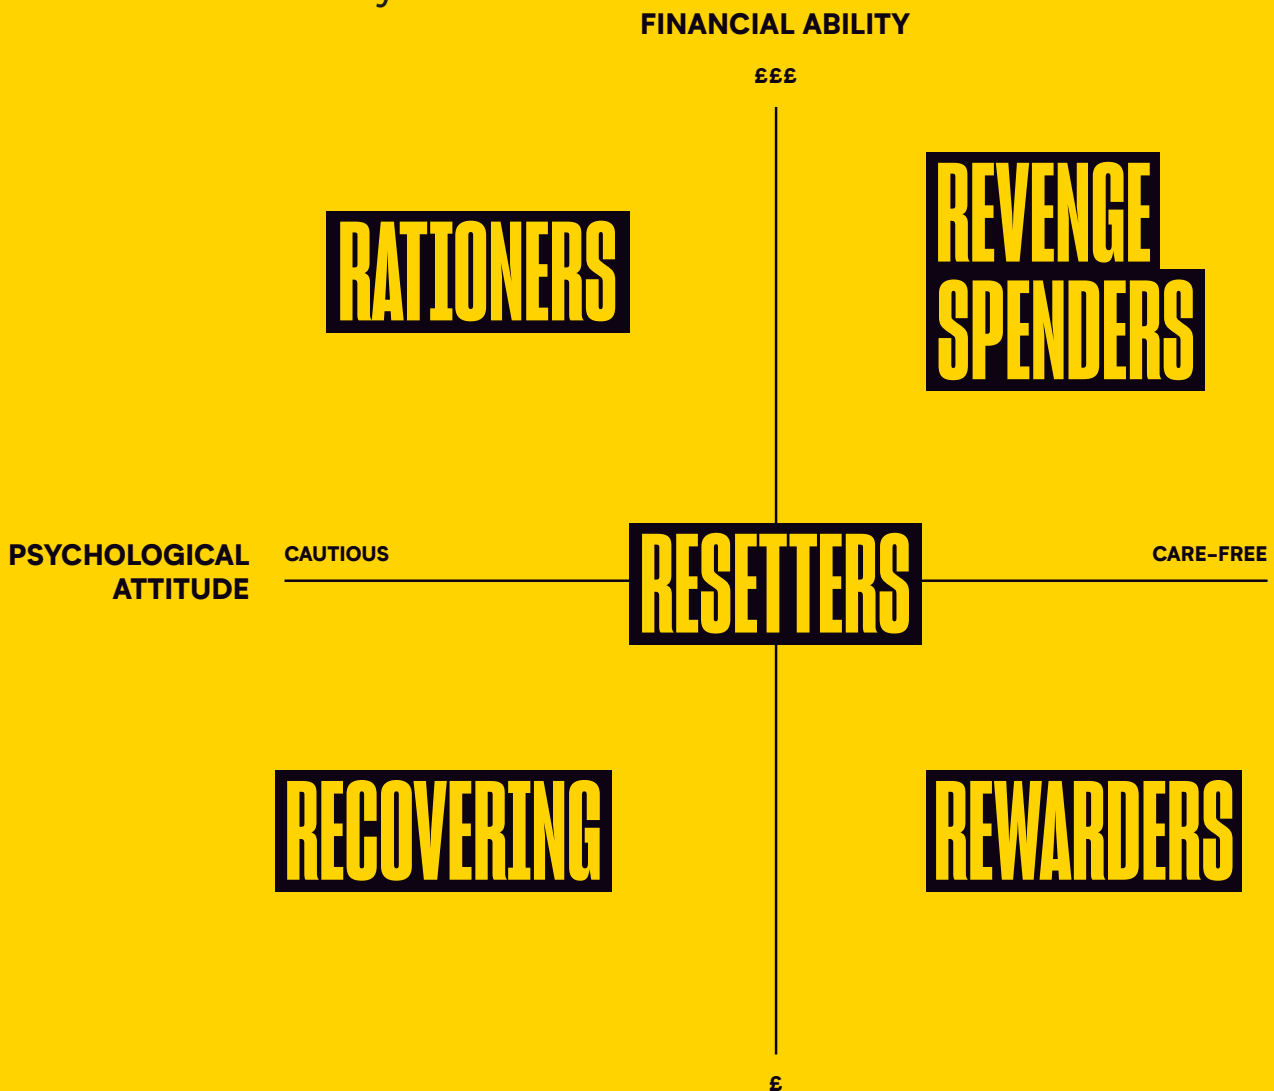 FINANCIAL ABILITY
£££
REVENGE
SPENDERS
RATIONERS
PSYCHOLOGICAL
ATTITUDE
CAUTIOUS
RESETTERS
CARE-FREE
RECOVERING
REWARDERS
£